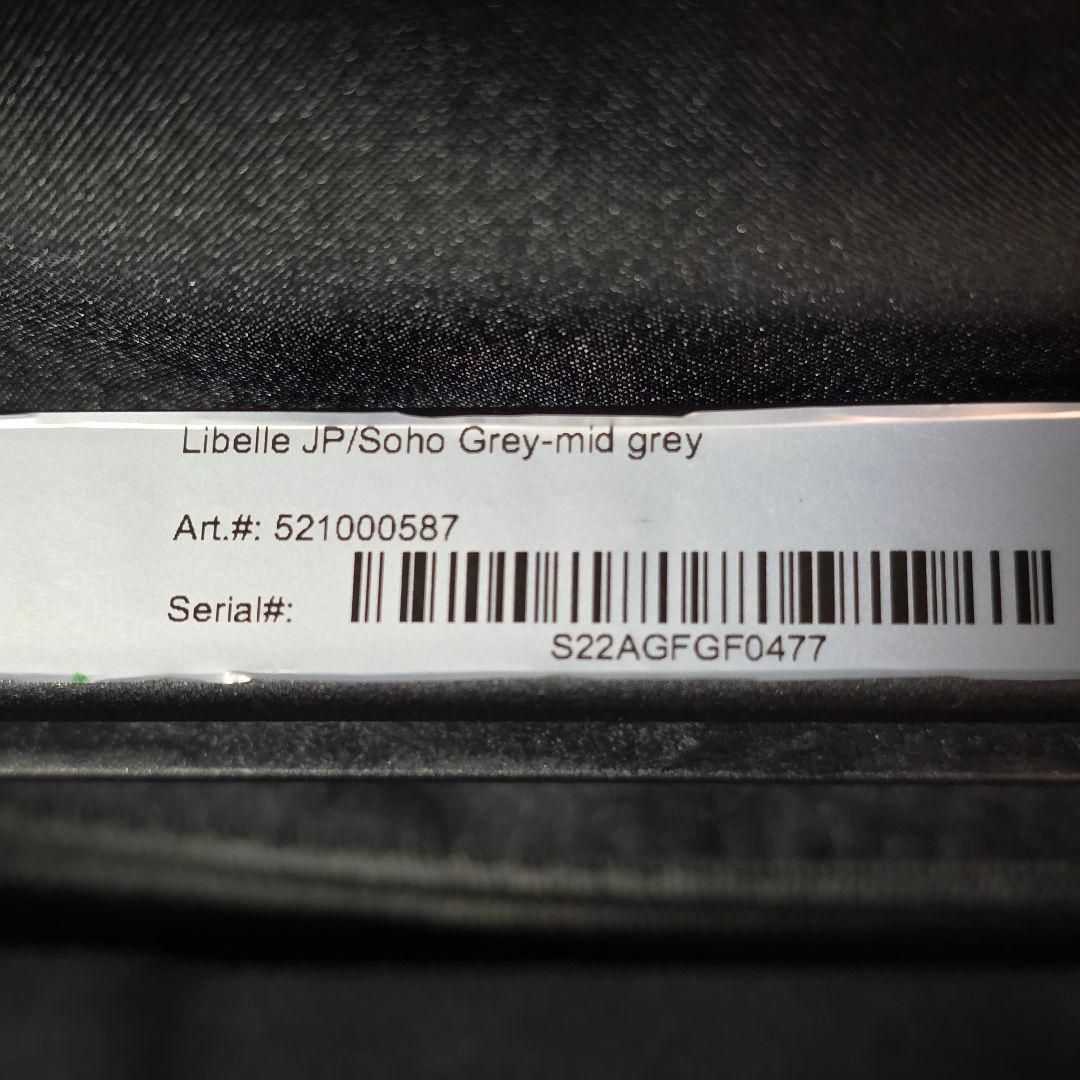 Libelle JP/Soho Grey-mid grey
Art.#: 521000587
Serial#:
S22AGFGF0477